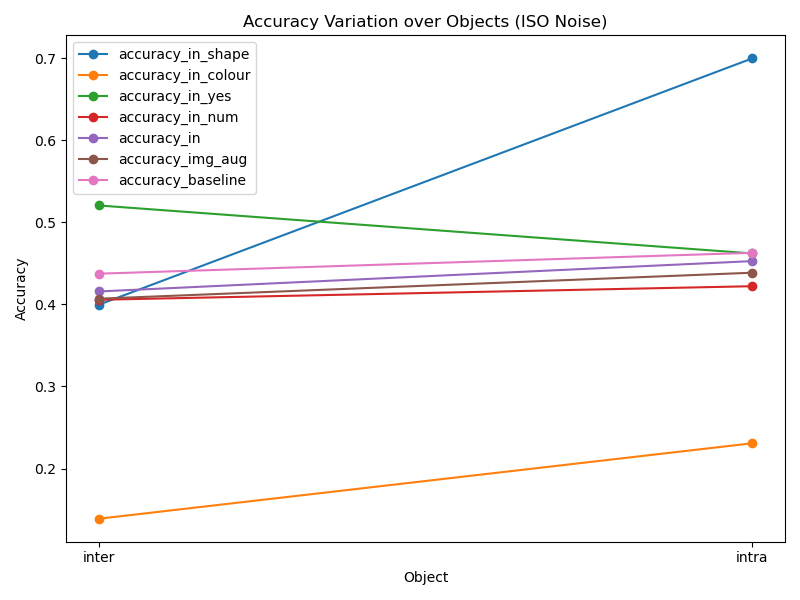 Accuracy Variation over Objects (ISO Noise)
accuracy_in_shape
accuracy_in_colour
accuracy_in_yes
accuracy_in_num
accuracy_in
accuracy_img_aug
accuracy_baseline
0.7
0.6
0.5
0.4
0.3
0.2
Accuracy
inter
intra
Object